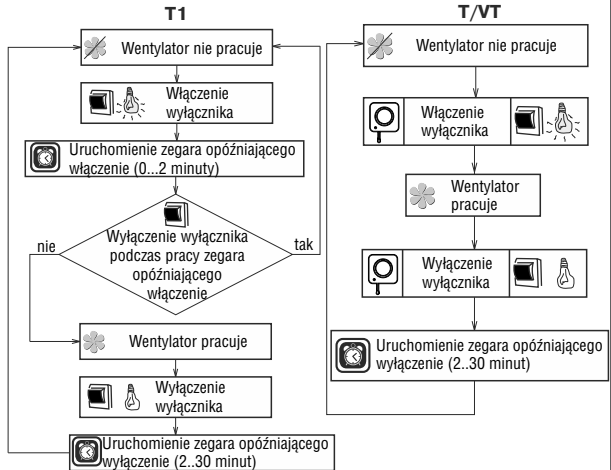 T1
Wentylator nie pracuje
Włączenie
wyłącznika
Uruchomienie zegara opóźniającego
włączenie (0...2 minuty)
Wyłączenie wyłącznika
podczas pracy zegara
opóźniającego
włączenie
nie
tak
Wentylator pracuje
Wyłączenie
wyłącznika
Uruchomienie zegara opóźniającego
wyłączenie (2..30 minut)
T/VT
Wentylator nie pracuje
Włączenie
wyłącznika
Wentylator
pracuje
Wyłączenie
wyłącznika
Uruchomienie zegara opóźniającego
wyłączenie (2..30 minut)